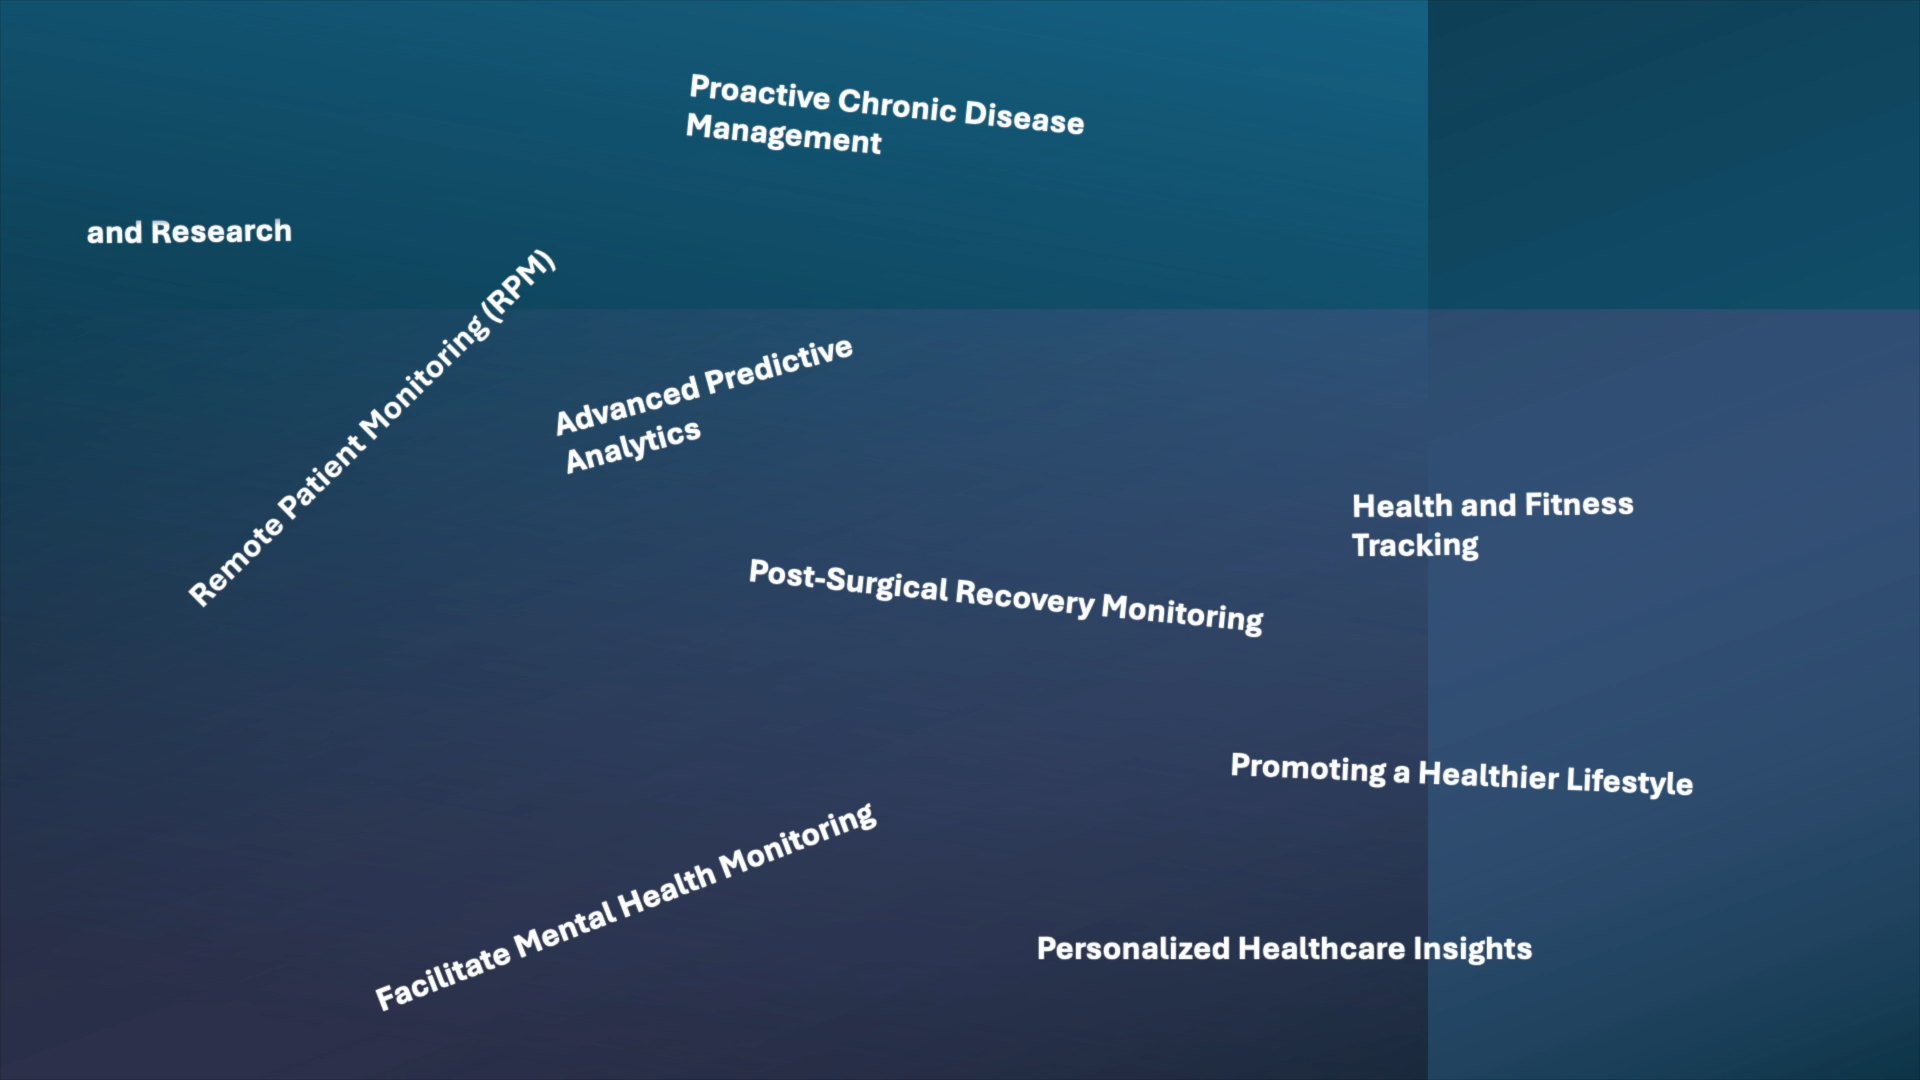 Proactive Chronic Disease
Management
and Research
Remote Patient Monitoring (RPM)
Advanced Predictive
Analytics
Health and Fitness
Tracking
Post-Surgical Recovery Monitoring
Promoting a Healthier Lifestyle
Facilitate Mental Health Monitoring
Personalized Healthcare Insights